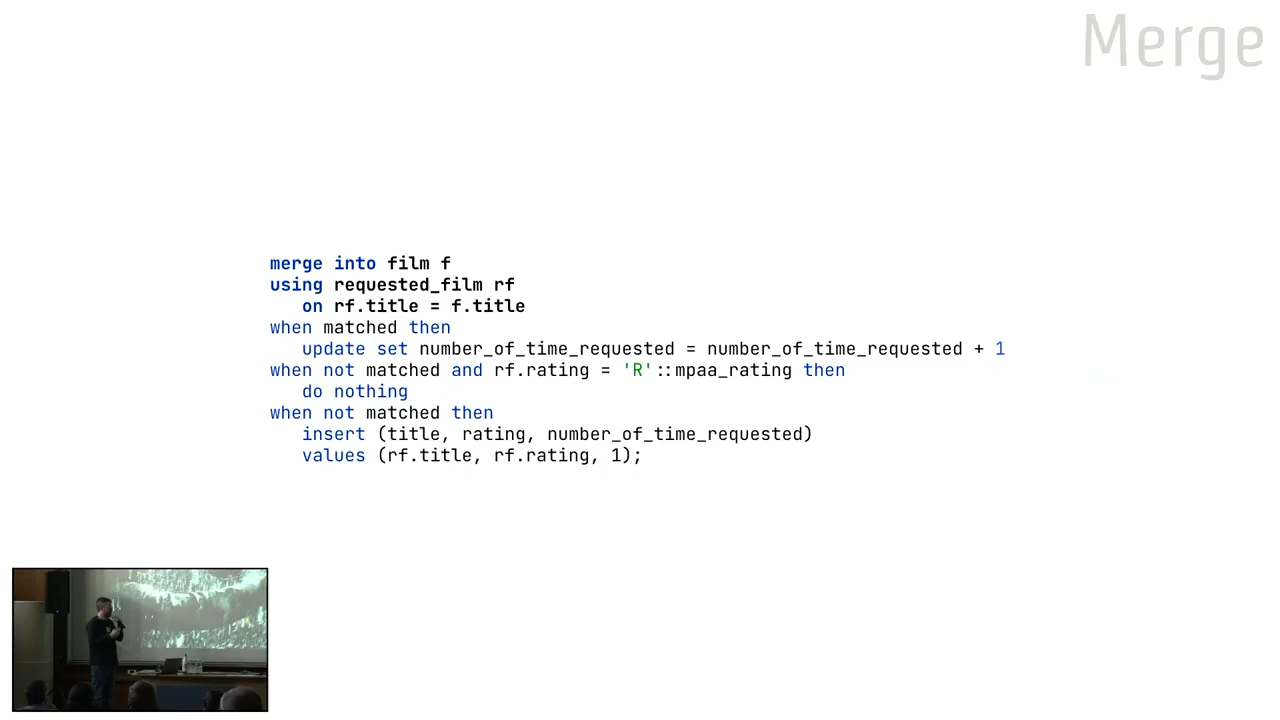 Merge
merge into film f
using requested_film rf
on rf.title = f.title
when matched then
update set number_of_time_requested = number_of_time_requested + 1
when not matched and rf.rating = 'R'::mpaa_rating then
do nothing
when not matched then
insert (title, rating, number_of_time_requested)
values (rf.title, rf.rating, 1);